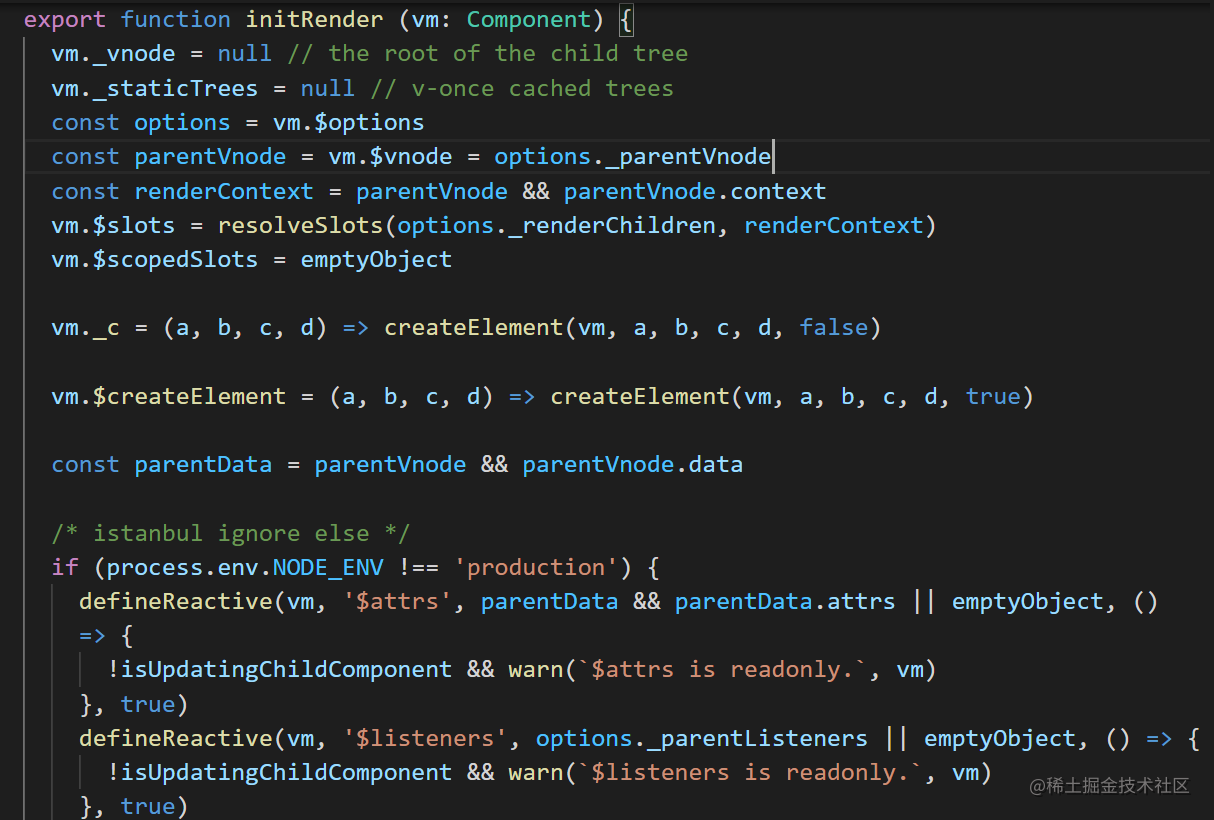 export function initRender (vm: Component) {
  vm._vnode = null // the root of the child tree
  vm._staticTrees = null // v-once cached trees
  const options = vm.$options
  const parentVnode = vm.$vnode = options._parentVnode
  const renderContext = parentVnode && parentVnode.context
  vm.$slots = resolveSlots(options._renderChildren, renderContext)
  vm.$scopedSlots = emptyObject
  vm._c = (a, b, c, d) => createElement(vm, a, b, c, d, false)
  vm.$createElement = (a, b, c, d) => createElement(vm, a, b, c, d, true)
  const parentData = parentVnode && parentVnode.data
  /* istanbul ignore else */
  if (process.env.NODE_ENV !== 'production') {
    defineReactive(vm, '$attrs', parentData && parentData.attrs || emptyObject, ()
    => {
      !isUpdatingChildComponent && warn(`$attrs is readonly.`, vm)
    }, true)
    defineReactive(vm, '$listeners', options._parentListeners || emptyObject, () => {
      !isUpdatingChildComponent && warn(`$listeners is readonly.`, vm)
    }, true)
@稀土掘金技术社区